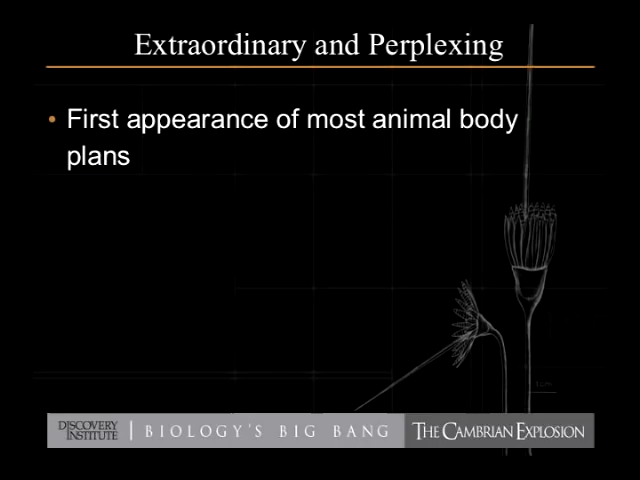 Extraordinary and Perplexing
• First appearance of most animal body
plans
DISCOVERY
INSTITUTE | BIOLOGY'S BIG BANG THE CAMBRIAN EXPLOSION